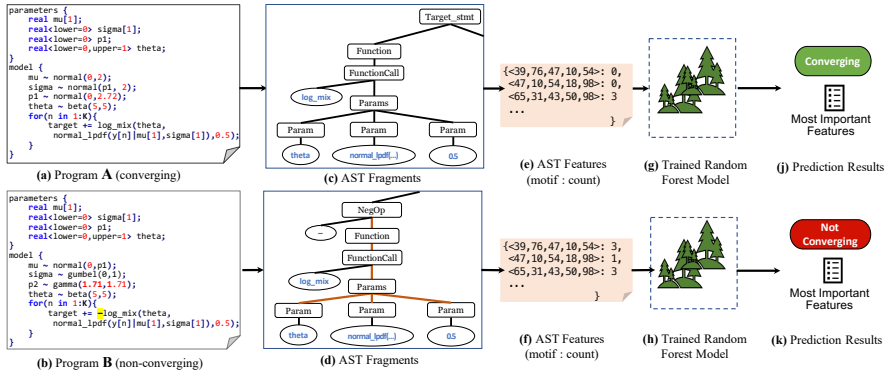 parameters {
real mu[1];
real<lower=0> sigma[1];
real<lower=0> p1;
real<lower=0,upper=1> theta;
}
model {
mu ~ normal(0,2);
sigma ~ normal(p1, 2);
p1 ~ normal(0,2.72);
theta ~ beta(5,5);
for(n in 1:K){
target += log_mix(theta,
normal_lpdf(y[n]|mu[1],sigma[1]),0.5);
}
}
(a) Program A (converging)
Target_stmt
Function
FunctionCall
log_mix
Params
Param Param Param
theta normal_lpdf(...) 0.5
(c) AST Fragments
{<39,76,47,10,54>: 0,
<47,10,54,18,98>: 0,
<65,31,43,50,98>: 3
...
}
(e) AST Features
(motif : count)
(g) Trained Random
Forest Model
Converging
Most Important
Features
(j) Prediction Results
parameters {
real mu[1];
real<lower=0> sigma[1];
real<lower=0> p1;
real<lower=0,upper=1> theta;
}
model {
mu ~ normal(0,p1);
sigma ~ gumbel(0,1);
p2 ~ gamma(1.71,1.71);
theta ~ beta(5,5);
for(n in 1:K){
target += -log_mix(theta,
normal_lpdf(y[n]|mu[1],sigma[1]),0.5);
}
}
(b) Program B (non-converging)
NegOp
–
Function
FunctionCall
log_mix
Params
Param Param Param
theta normal_lpdf(...) 0.5
(d) AST Fragments
{<39,76,47,10,54>: 3,
<47,10,54,18,98>: 1,
<65,31,43,50,98>: 3
...
}
(f) AST Features
(motif : count)
(h) Trained Random
Forest Model
Not
Converging
Most Important
Features
(k) Prediction Results